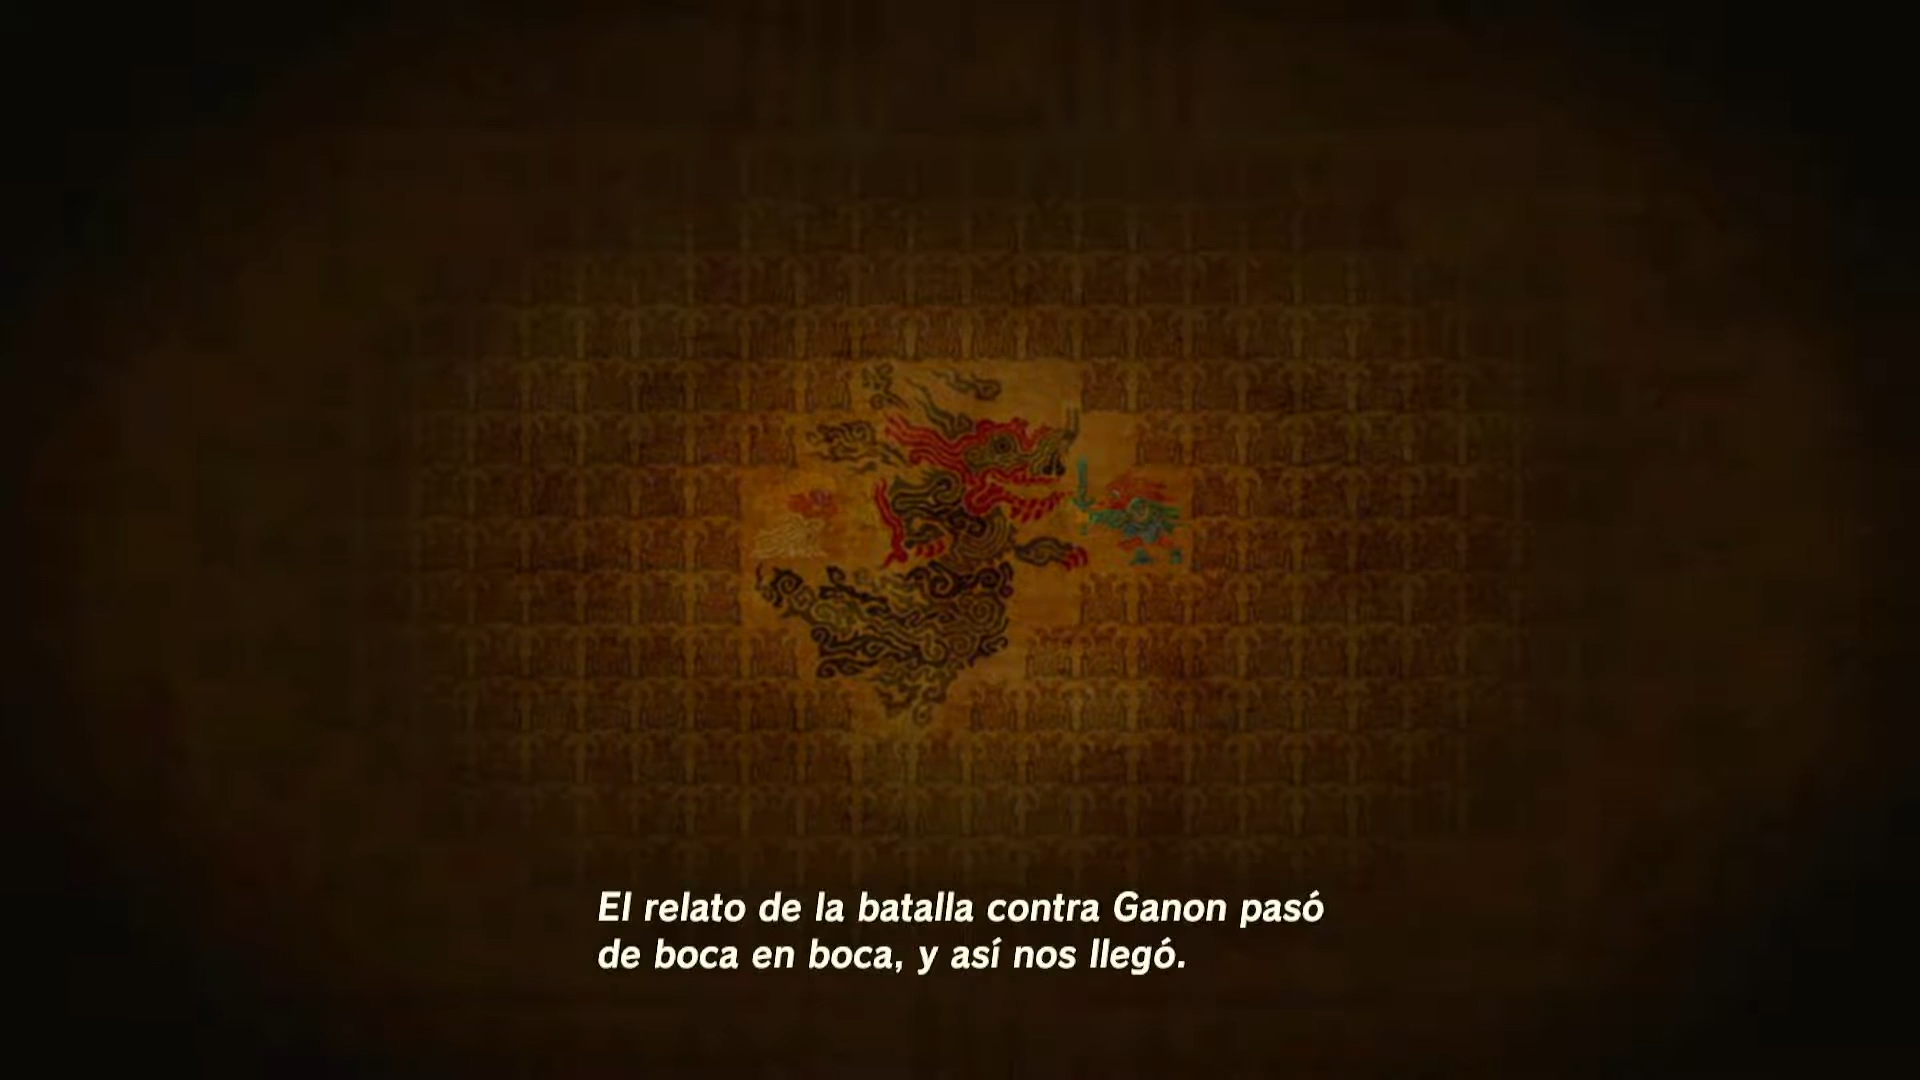 El relato de la batalla contra Ganon pasó
de boca en boca, y así nos llegó.